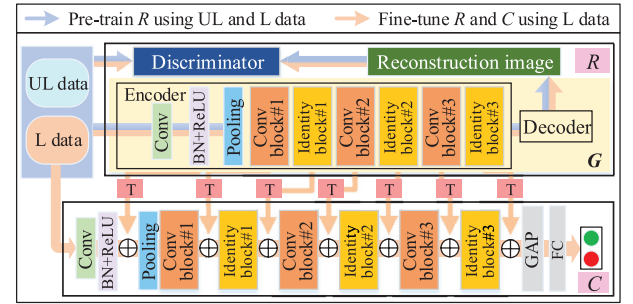 Pre-train R using UL and L data
Fine-tune R and C using L data
UL data
L data
Discriminator
Reconstruction image
R
Encoder
Conv
BN+ReLU
Pooling
Conv
block#1
Identity
block#1
Conv
block#2
Identity
block#2
Conv
block#3
Identity
block#3
Decoder
G
T
T
T
T
T
T
T
Conv
BN+ReLU
Pooling
Conv
block#1
Identity
block#1
Conv
block#2
Identity
block#2
Conv
block#3
Identity
block#3
GAP
FC
C